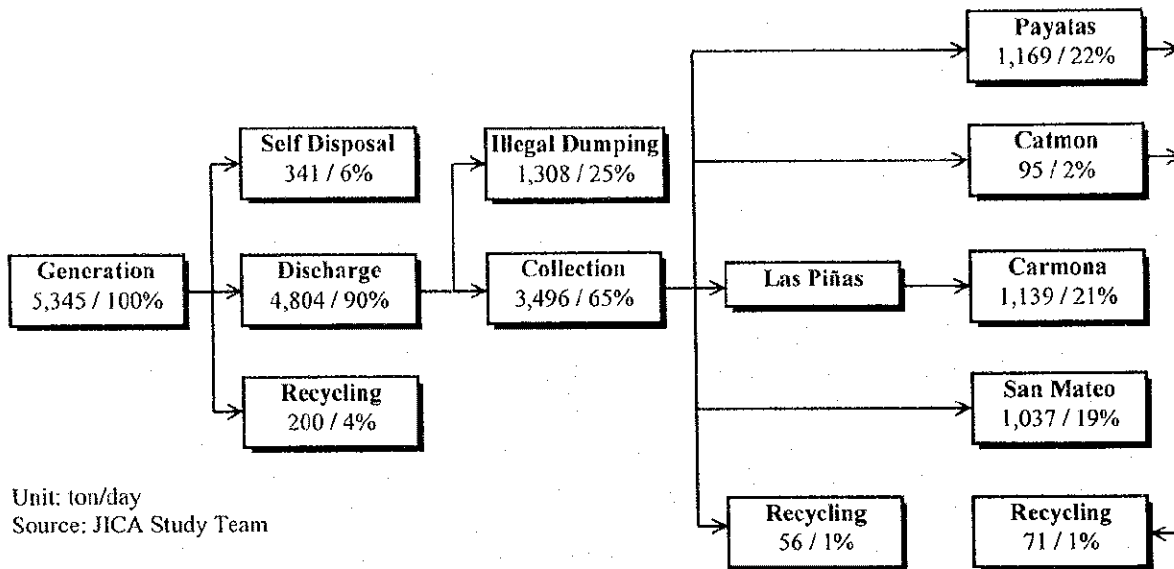 Payatas
1,169 / 22%
Self Disposal
341 / 6%
Illegal Dumping
1,308 / 25%
Catmon
95 / 2%
Generation
5,345 / 100%
Discharge
4,804 / 90%
Collection
3,496 / 65%
Las Piñas
Carmona
1,139 / 21%
Recycling
200 / 4%
San Mateo
1,037 / 19%
Unit: ton/day
Source: JICA Study Team
Recycling
56 / 1%
Recycling
71 / 1%